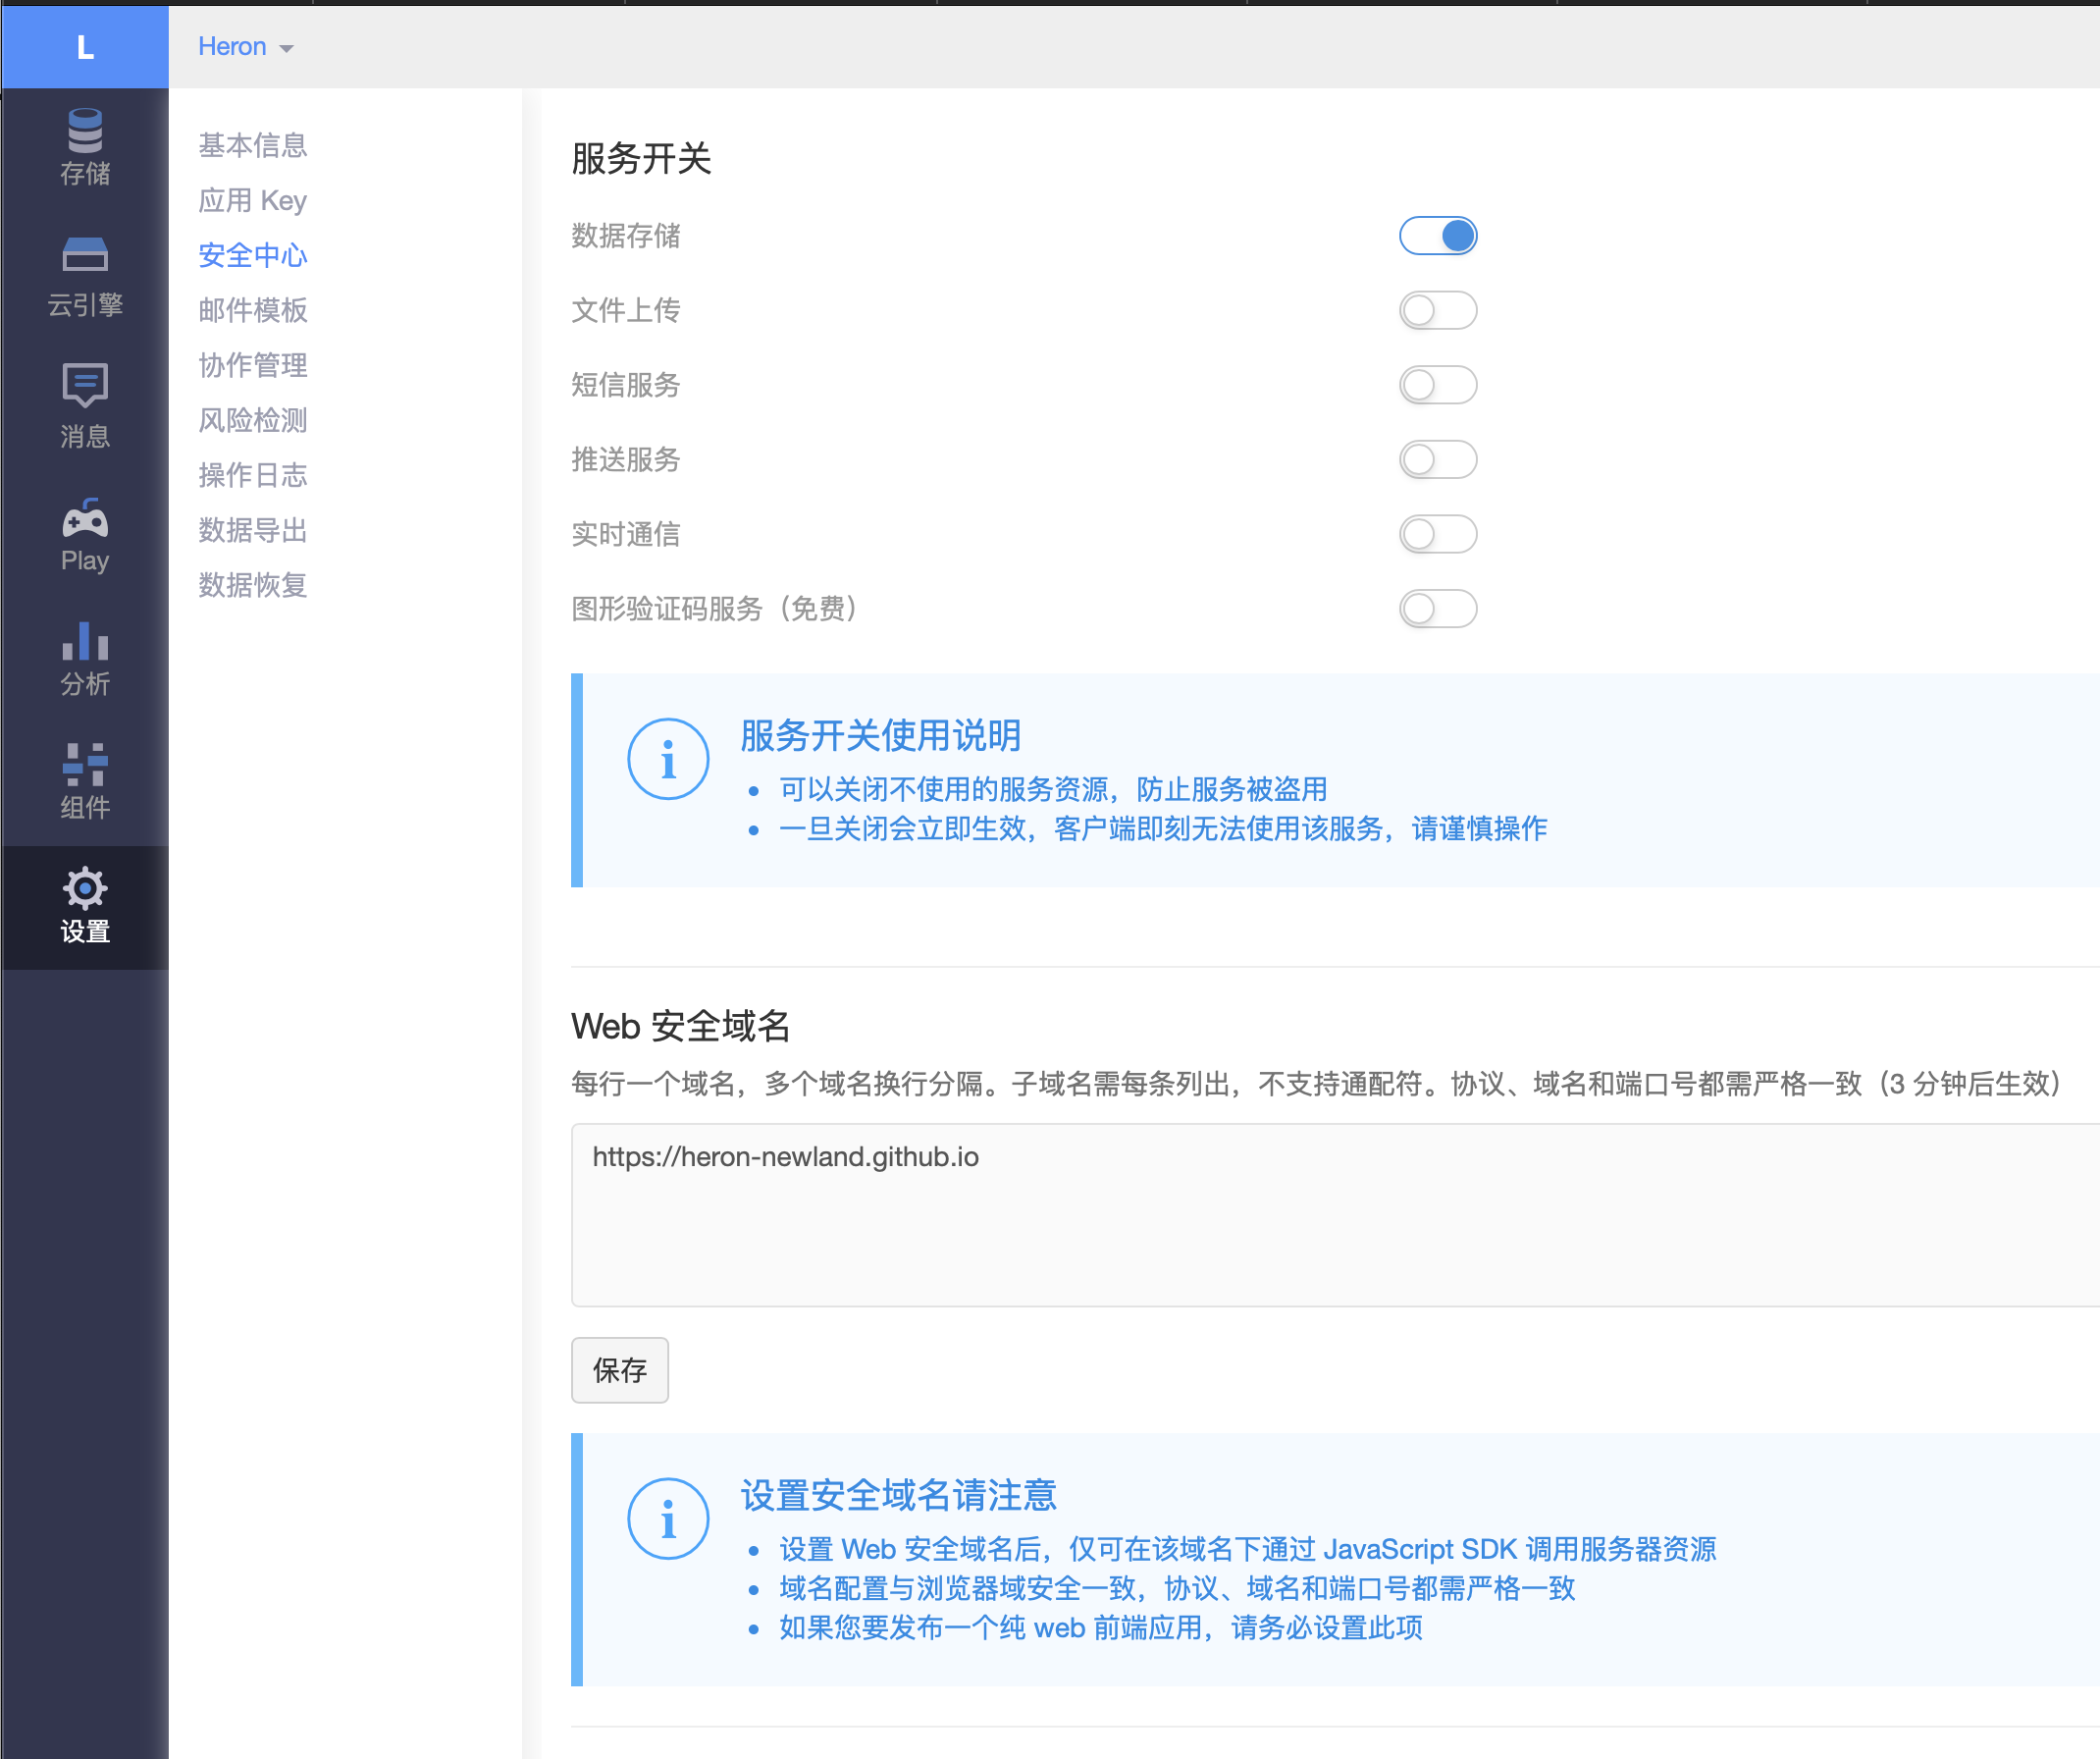 L
Heron
存储
云引擎
消息
Play
分析
组件
设置
基本信息
应用 Key
安全中心
邮件模板
协作管理
风险检测
操作日志
数据导出
数据恢复
服务开关
数据存储
文件上传
短信服务
推送服务
实时通信
图形验证码服务（免费）
服务开关使用说明
可以关闭不使用的服务资源，防止服务被盗用
一旦关闭会立即生效，客户端即刻无法使用该服务，请谨慎操作
Web 安全域名
每行一个域名，多个域名换行分隔。子域名需每条列出，不支持通配符。协议、域名和端口号都需严格一致（3 分钟后生效）
https://heron-newland.github.io
保存
设置安全域名请注意
设置 Web 安全域名后，仅可在该域名下通过 JavaScript SDK 调用服务器资源
域名配置与浏览器域安全一致，协议、域名和端口号都需严格一致
如果您要发布一个纯 web 前端应用，请务必设置此项